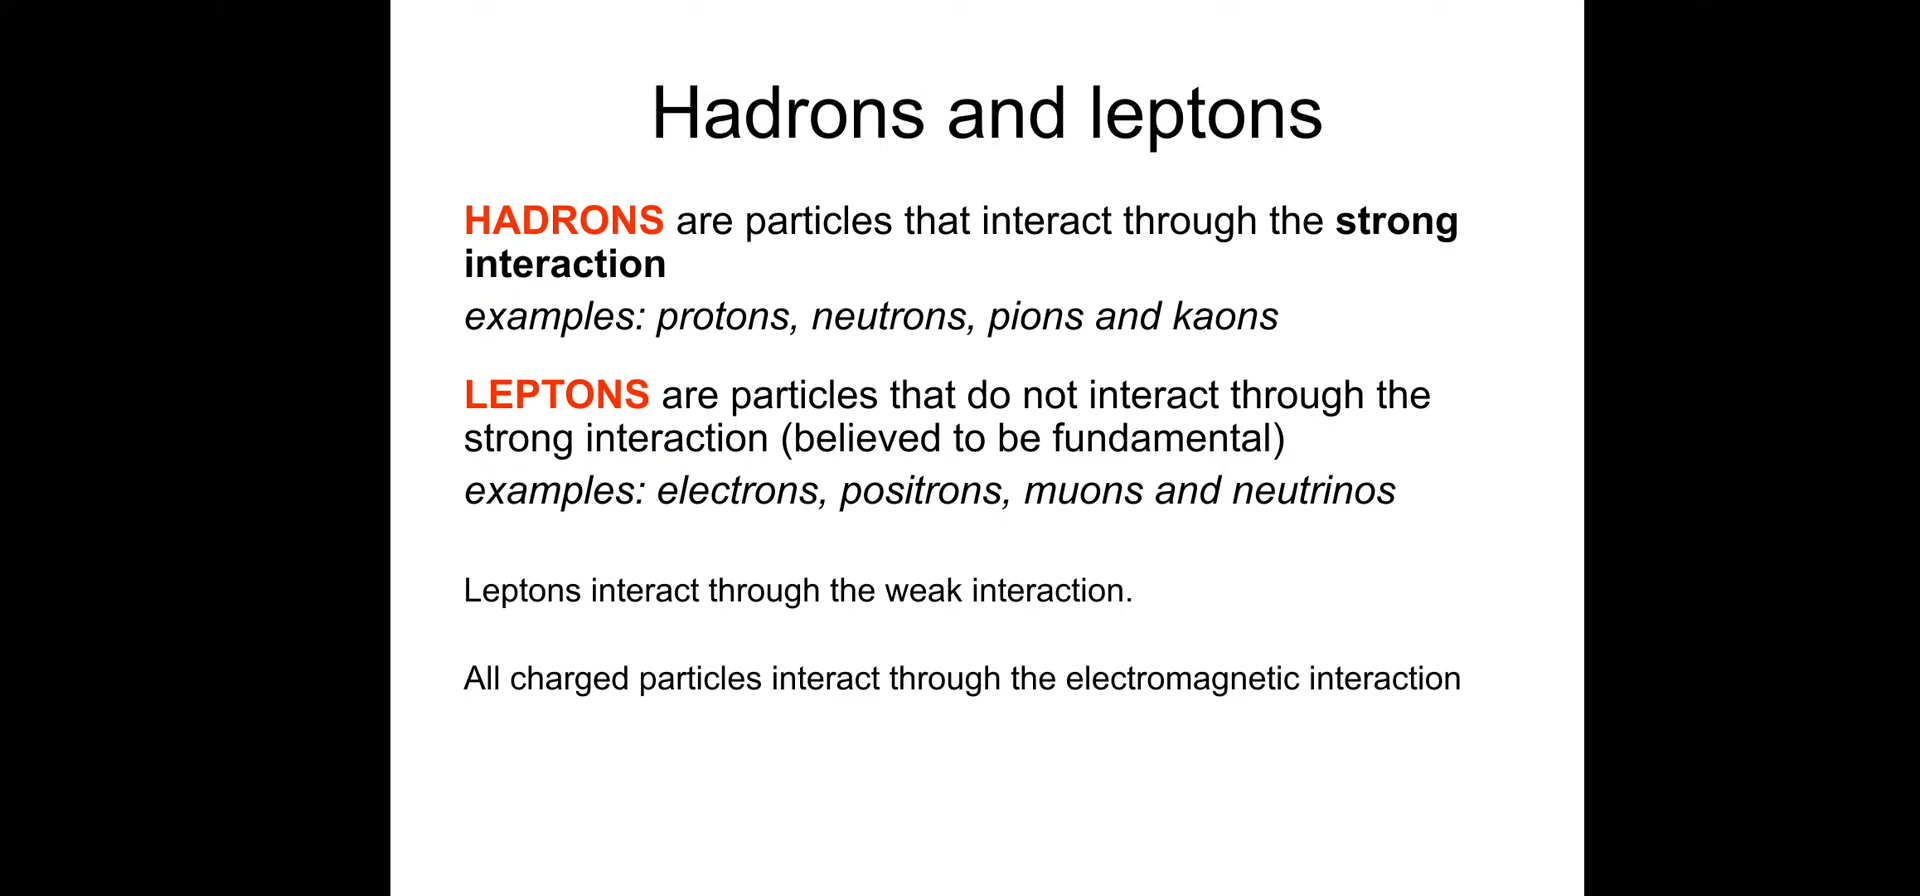 Hadrons and leptons
HADRONS are particles that interact through the strong
interaction
examples: protons, neutrons, pions and kaons
LEPTONS are particles that do not interact through the
strong interaction (believed to be fundamental)
examples: electrons, positrons, muons and neutrinos
Leptons interact through the weak interaction.
All charged particles interact through the electromagnetic interaction